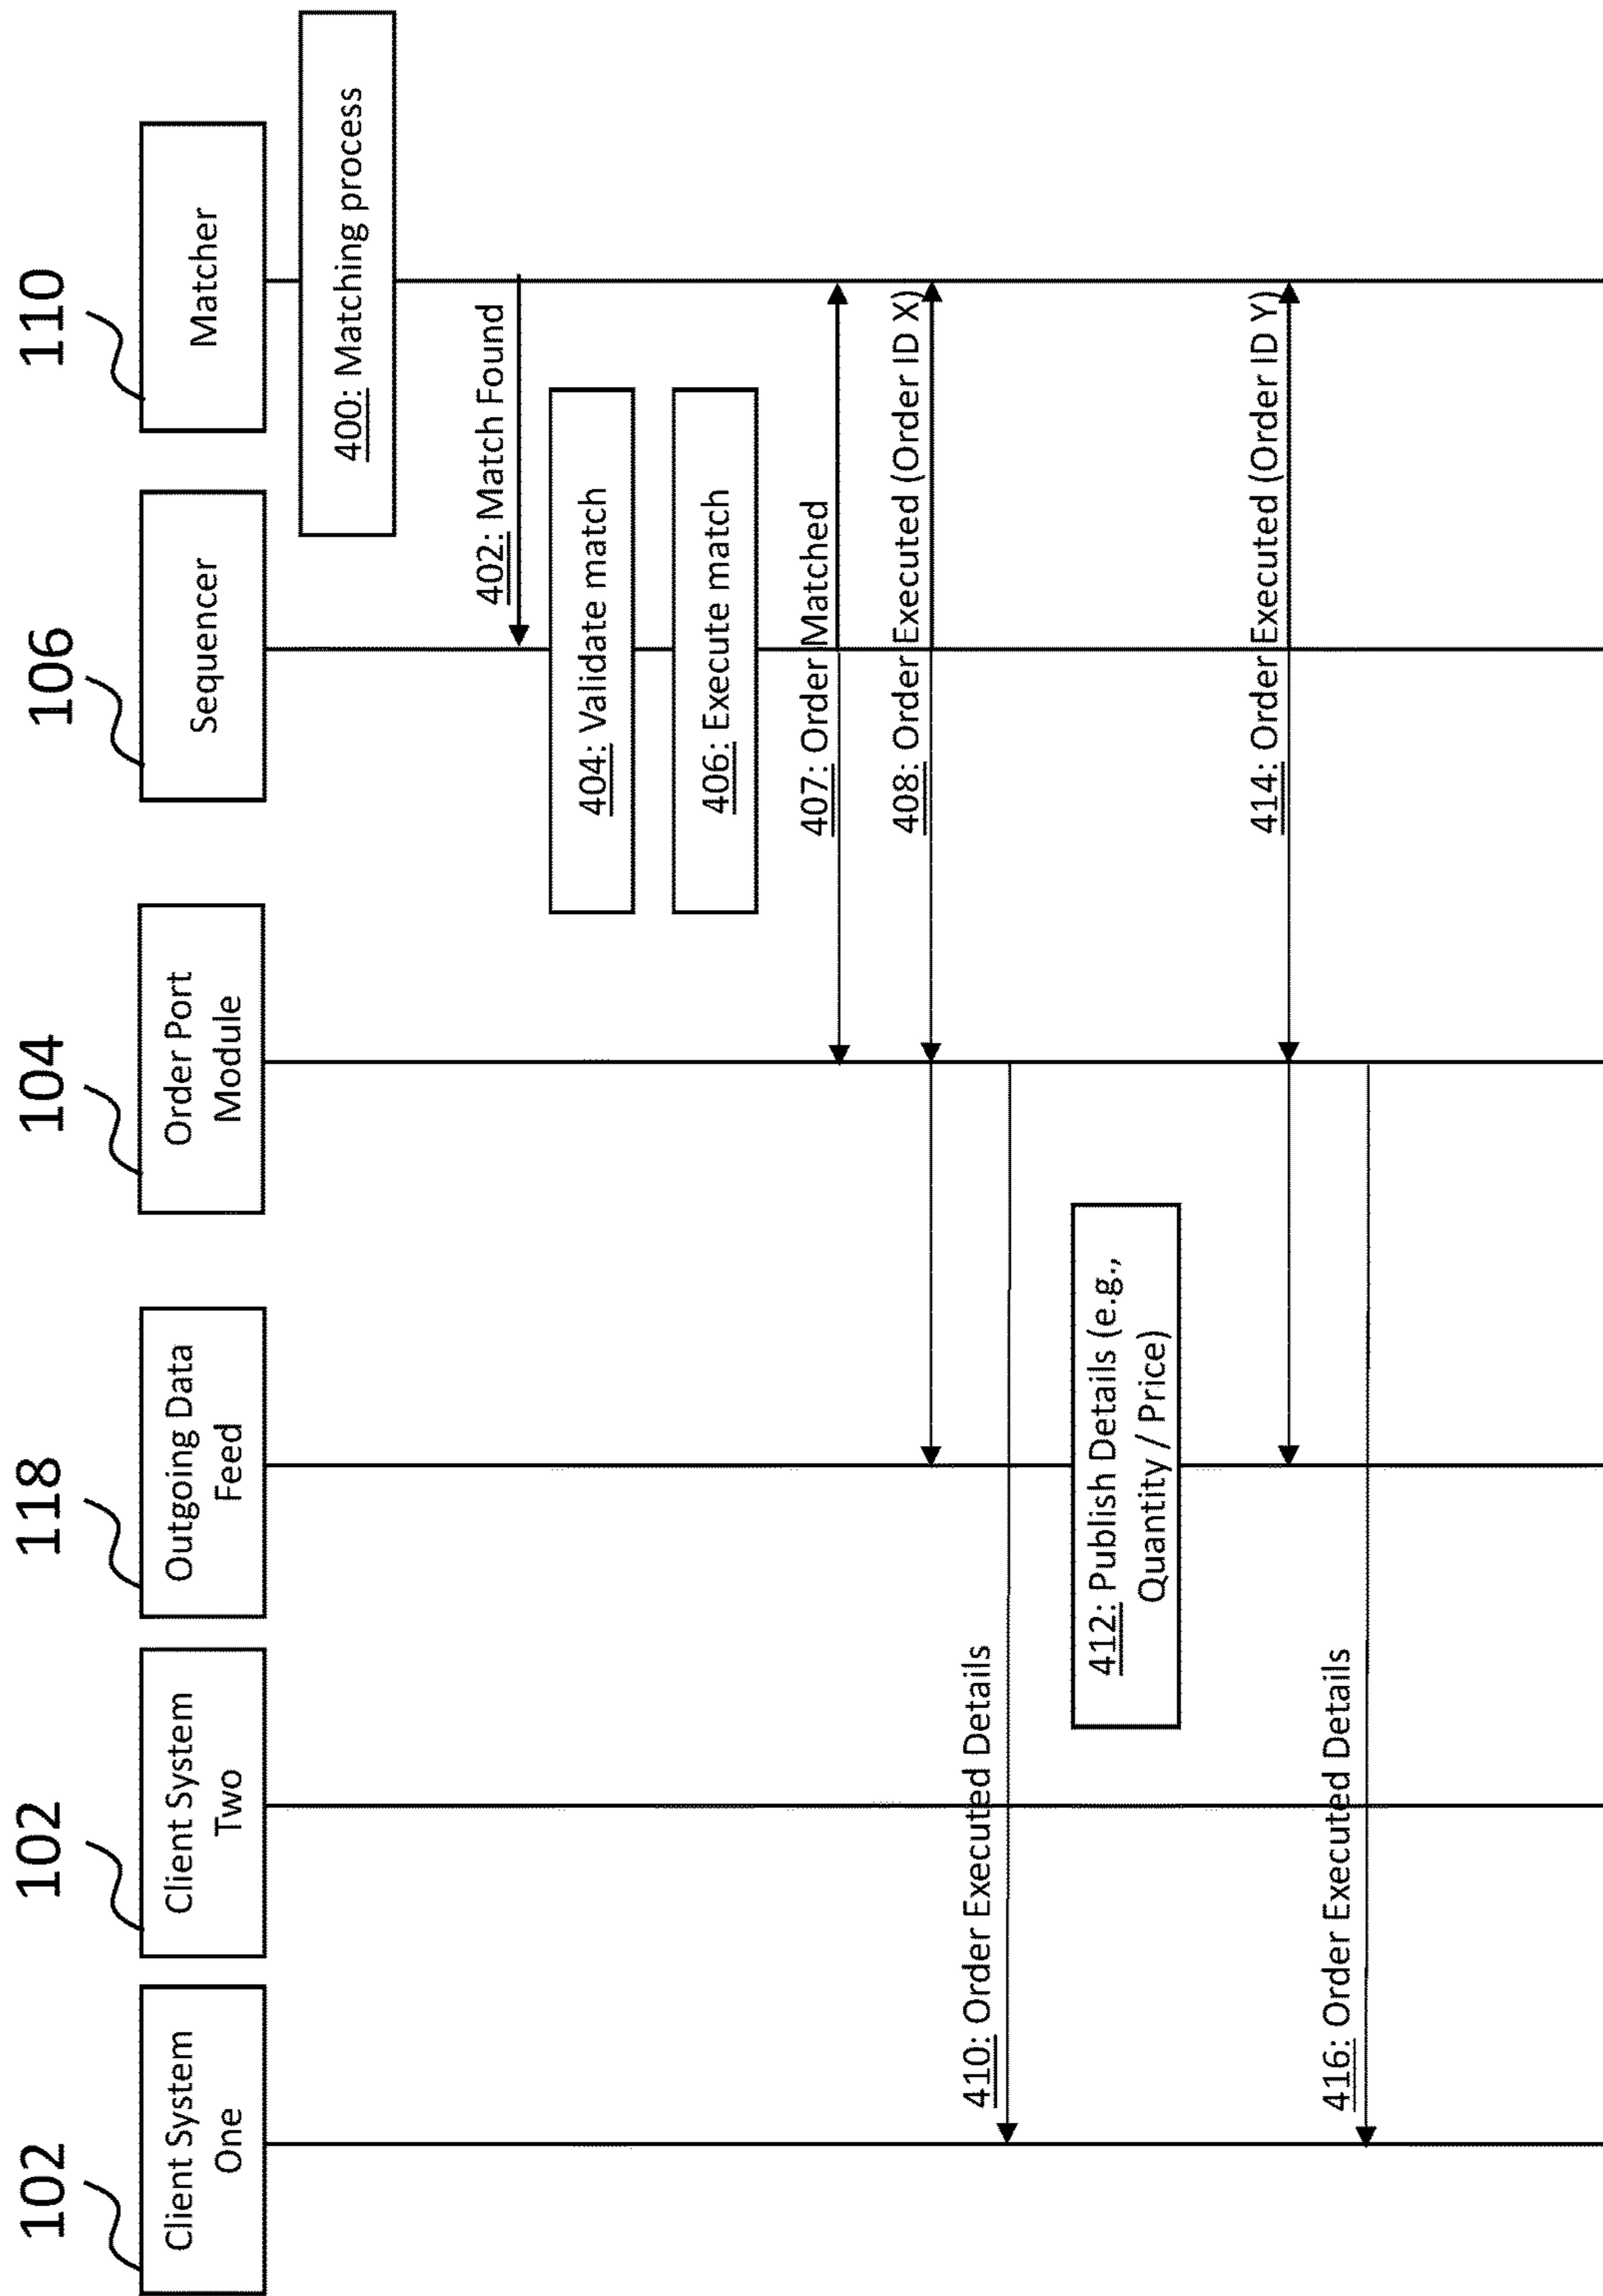 102
102
118
104
106
110
Client System
One
Client System
Two
Outgoing Data
Feed
Order Port
Module
Sequencer
Matcher
400: Matching process
402: Match Found
404: Validate match
406: Execute match
407: Order Matched
408: Order Executed (Order ID X)
410: Order Executed Details
412: Publish Details (e.g.,
Quantity / Price)
414: Order Executed (Order ID Y)
416: Order Executed Details